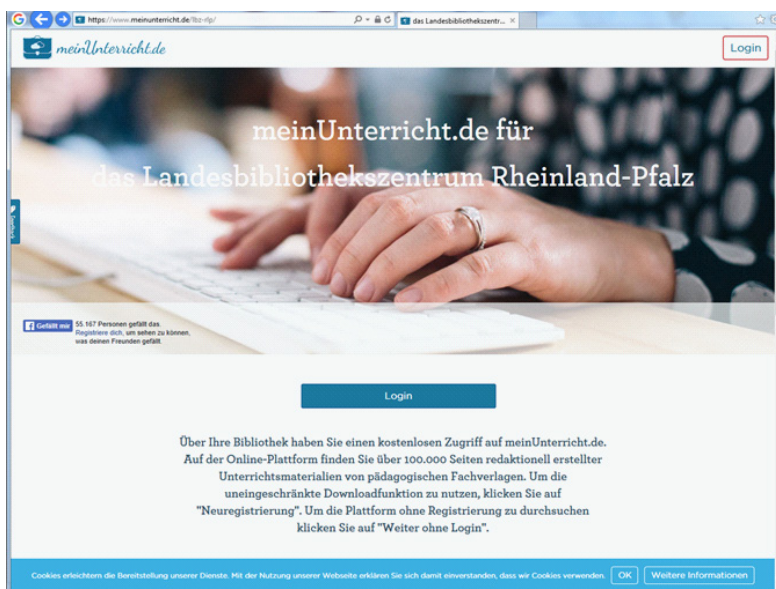 https://www.meinunterricht.de/lbz-rlp/
das Landesbibliothekszentr... ×
meinUnterricht.de
Login
meinUnterricht.de für
das Landesbibliothekszentrum Rheinland-Pfalz
Gefällt mir
55.167 Personen gefällt das.
Registriere dich, um sehen zu können,
was deinen Freunden gefällt.
Login
Über Ihre Bibliothek haben Sie einen kostenlosen Zugriff auf meinUnterricht.de.
Auf der Online-Plattform finden Sie über 100.000 Seiten redaktionell erstellter
Unterrichtsmaterialien von pädagogischen Fachverlagen. Um die
uneingeschränkte Downloadfunktion zu nutzen, klicken Sie auf
"Neuregistrierung". Um die Plattform ohne Registrierung zu durchsuchen
klicken Sie auf "Weiter ohne Login".
Cookies erleichtern die Bereitstellung unserer Dienste. Mit der Nutzung unserer Webseite erklären Sie sich damit einverstanden, dass wir Cookies verwenden. OK Weitere Informationen